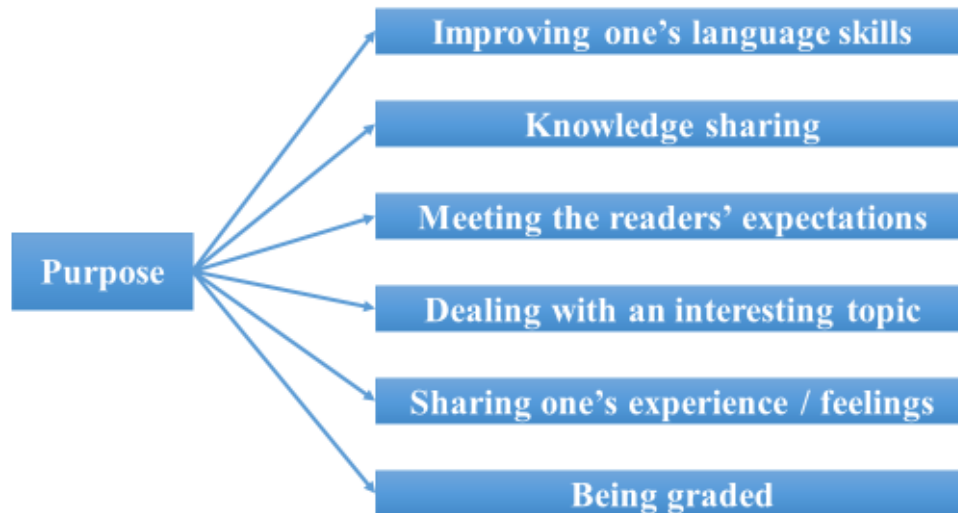 Improving one’s language skills
Knowledge sharing
Meeting the readers’ expectations
Purpose
Dealing with an interesting topic
Sharing one’s experience / feelings
Being graded